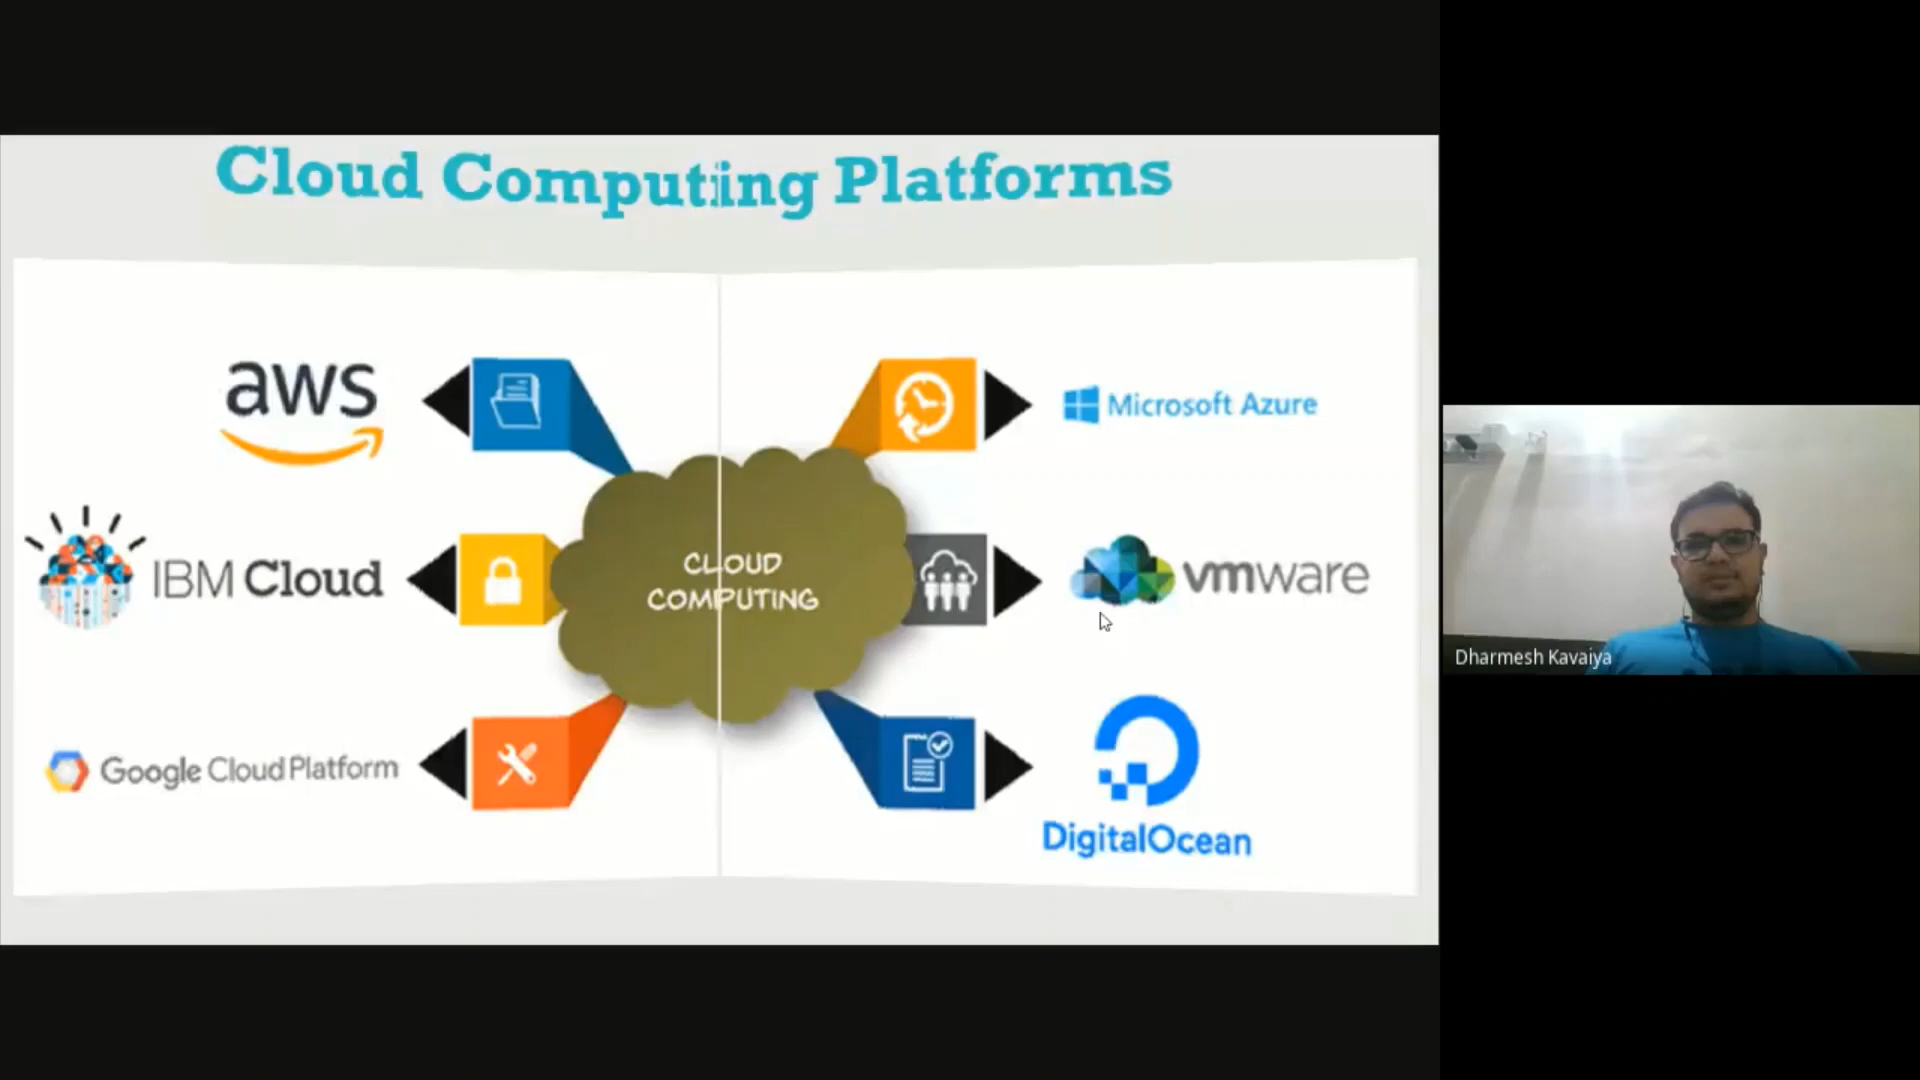 Cloud Computing Platforms
aws
Microsoft Azure
CLOUD
COMPUTING
IBM Cloud
vmware
Google Cloud Platform
DigitalOcean
Dharmesh Kavaiya